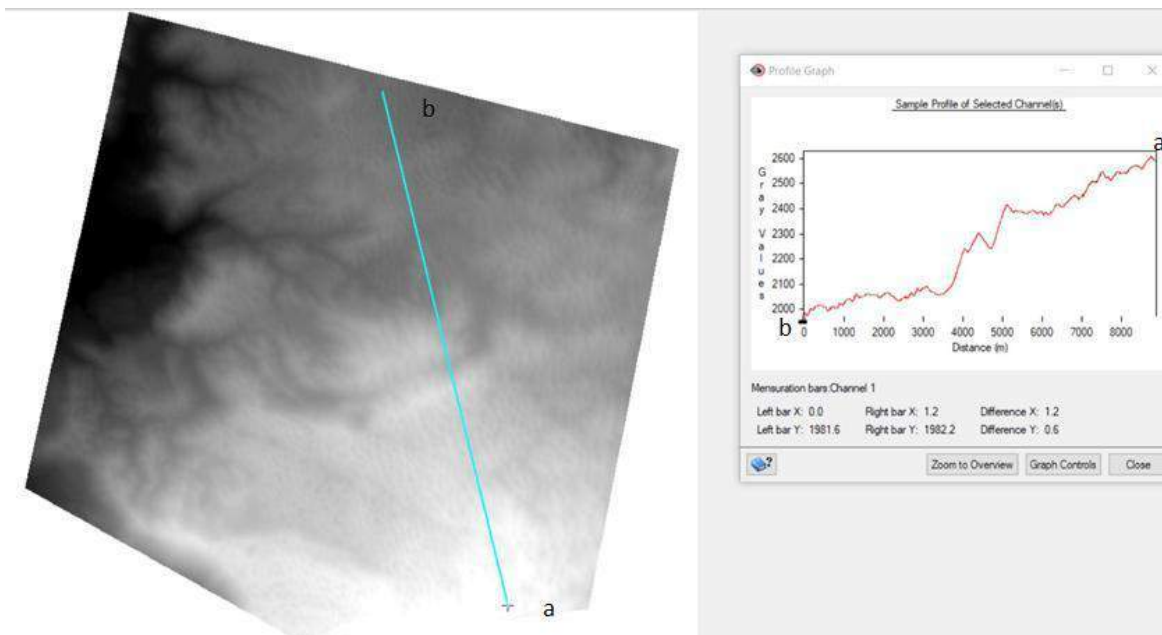 b
a
Profile Graph
Sample Profile of Selected Channel(s)
a
Gray Values
2600
2500
2400
2300
2200
2100
2000
b
0 1000 2000 3000 4000 5000 6000 7000 8000
Distance (m)
Mensuration bars:Channel 1
Left bar X: 0.0 Right bar X: 1.2 Difference X: 1.2
Left bar Y: 1981.6 Right bar Y: 1982.2 Difference Y: 0.6
? Zoom to Overview Graph Controls Close